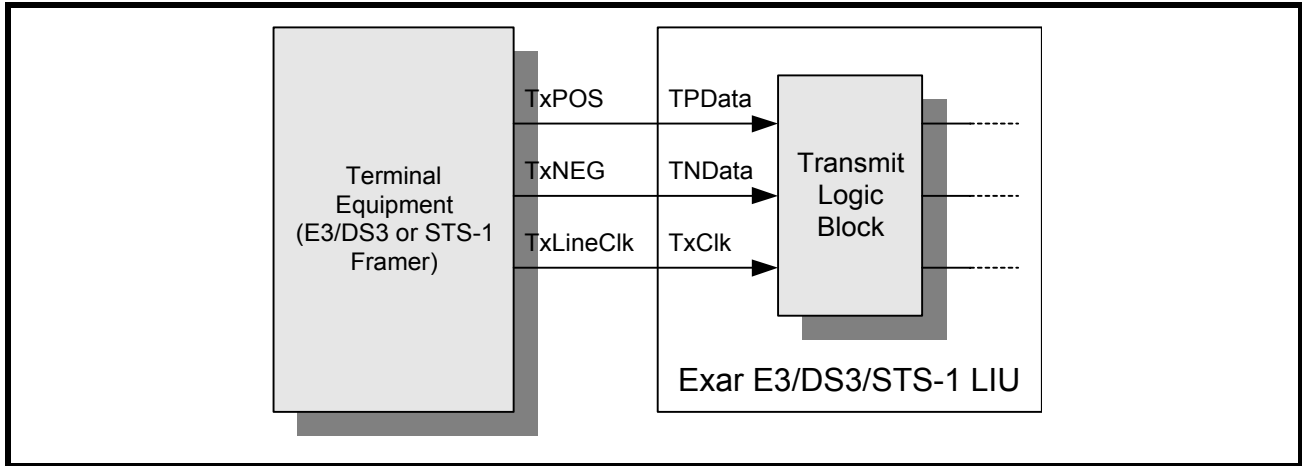 TxPOS
TPData
TxNEG
TNData
TxLineClk
TxClk
Terminal
Equipment
(E3/DS3 or STS-1
Framer)
Transmit
Logic
Block
Exar E3/DS3/STS-1 LIU